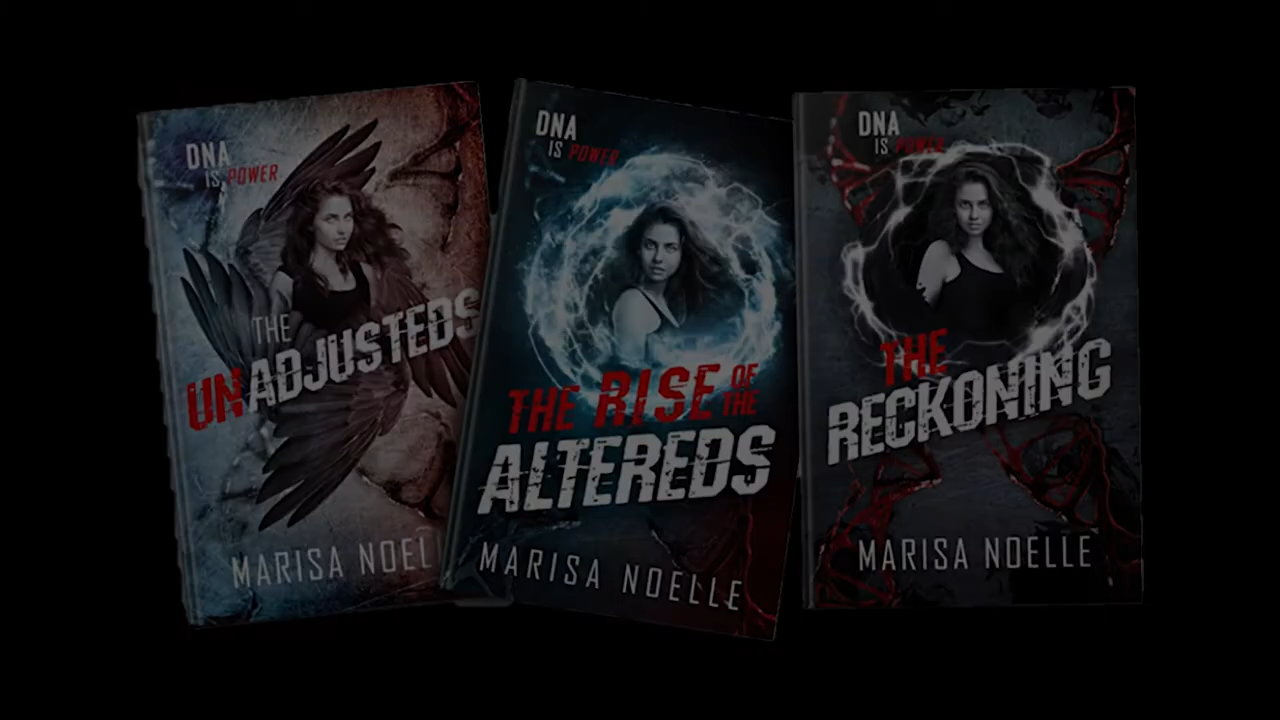 DNA
IS POWER
THE
UNADJUSTEDS
MARISA NOEL
DNA
IS POWER
THE RISE OF THE
ALTEREDS
MARISA NOELLE
DNA
IS POWER
THE
RECKONING
MARISA NOELLE